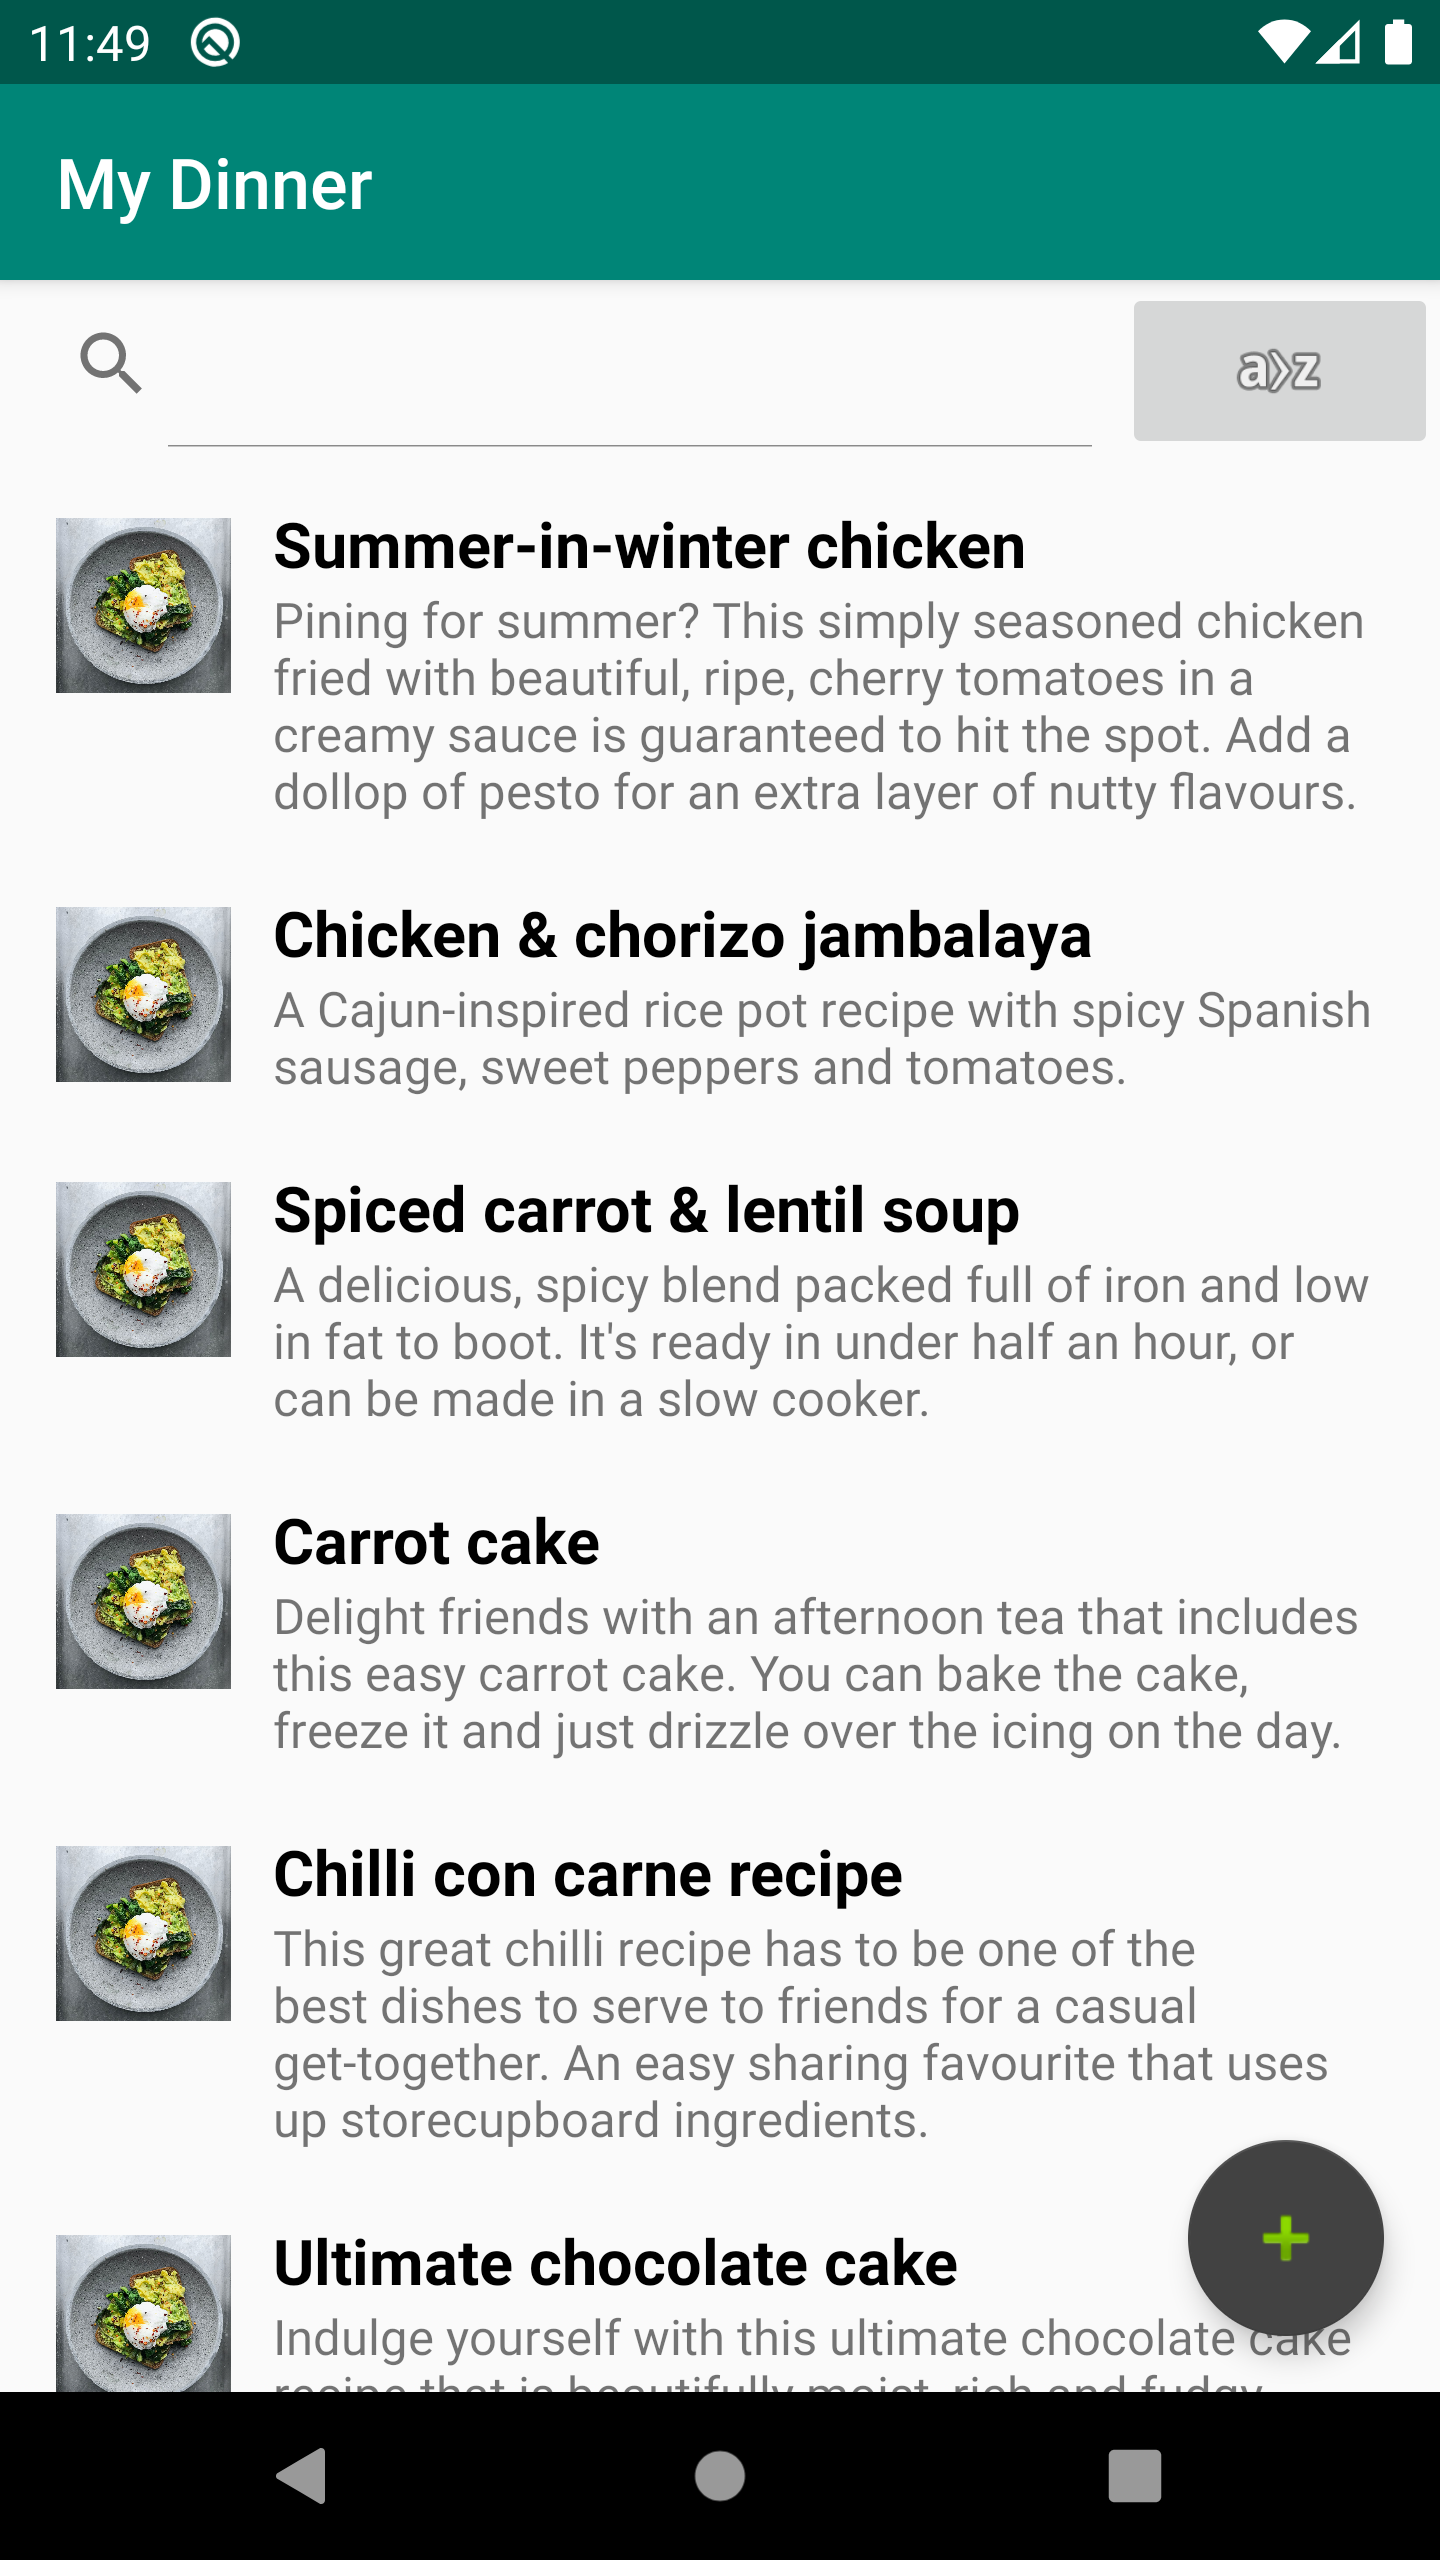 11:49
My Dinner
a>z
Summer-in-winter chicken
Pining for summer? This simply seasoned chicken
fried with beautiful, ripe, cherry tomatoes in a
creamy sauce is guaranteed to hit the spot. Add a
dollop of pesto for an extra layer of nutty flavours.
Chicken & chorizo jambalaya
A Cajun-inspired rice pot recipe with spicy Spanish
sausage, sweet peppers and tomatoes.
Spiced carrot & lentil soup
A delicious, spicy blend packed full of iron and low
in fat to boot. It's ready in under half an hour, or
can be made in a slow cooker.
Carrot cake
Delight friends with an afternoon tea that includes
this easy carrot cake. You can bake the cake,
freeze it and just drizzle over the icing on the day.
Chilli con carne recipe
This great chilli recipe has to be one of the
best dishes to serve to friends for a casual
get-together. An easy sharing favourite that uses
up storecupboard ingredients.
Ultimate chocolate cake
Indulge yourself with this ultimate chocolate cake
recipe that is beautifully moist, rich and fudgy